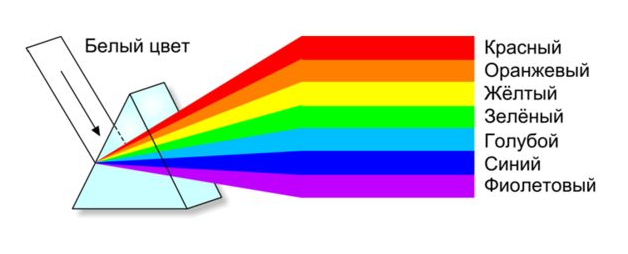 Белый цвет
Красный
Оранжевый
Жёлтый
Зелёный
Голубой
Синий
Фиолетовый